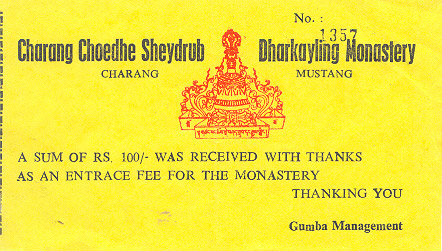 No. :
1357
Charang Choedhe Sheydrub Dharkayling Monastery
CHARANG MUSTANG
A SUM OF RS. 100/- WAS RECEIVED WITH THANKS
AS AN ENTRACE FEE FOR THE MONASTERY
THANKING YOU
Gumba Management